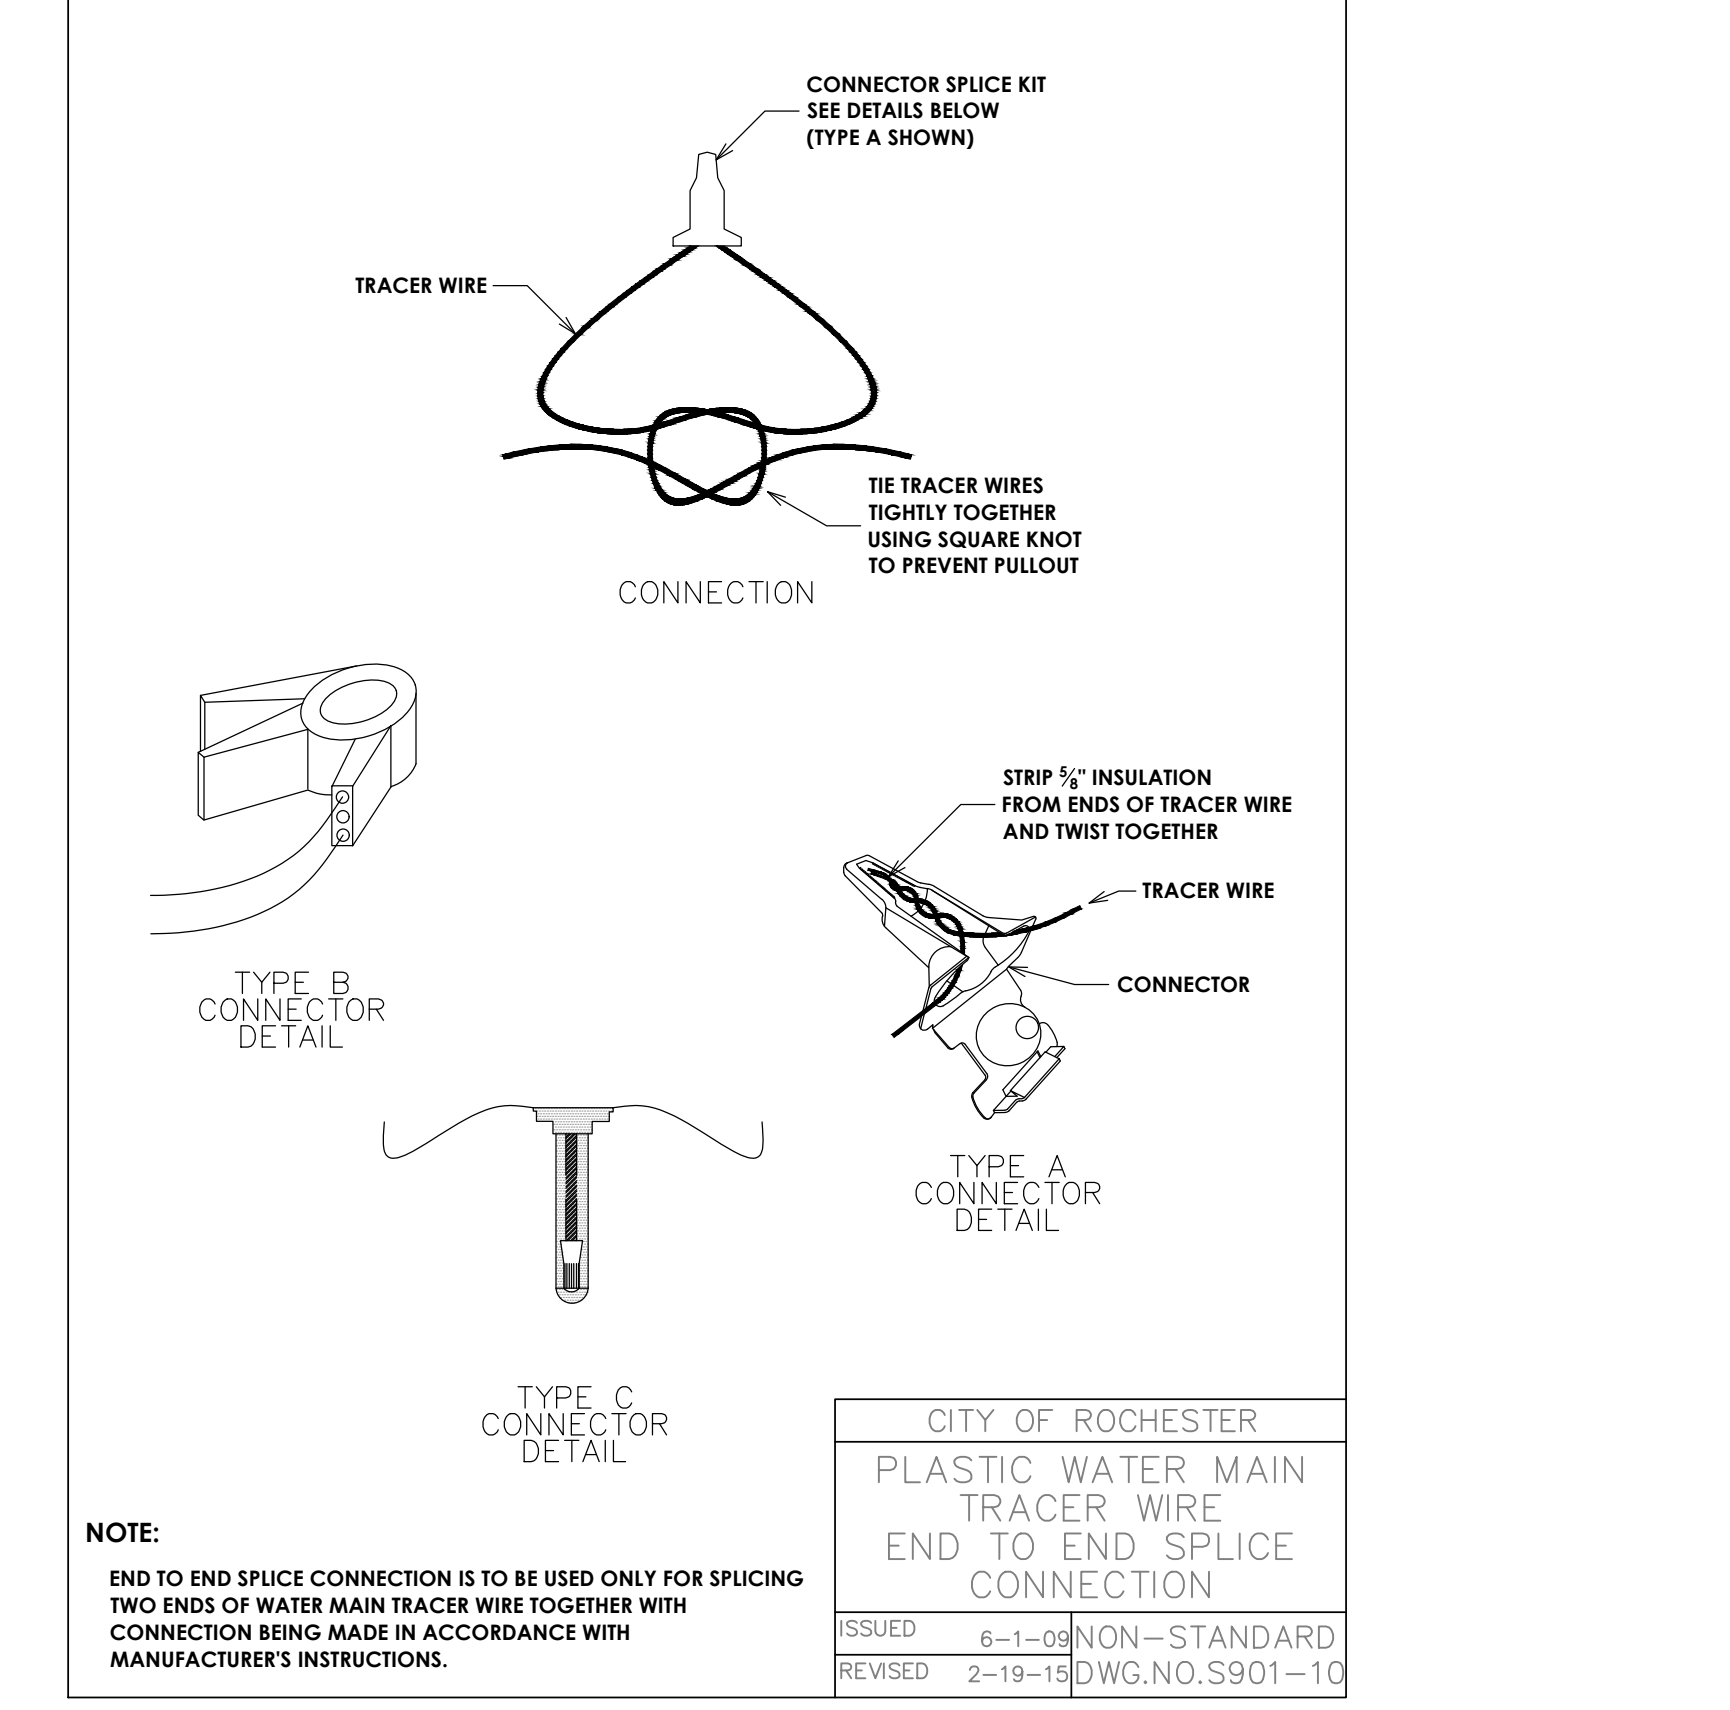 CONNECTOR SPLICE KIT
SEE DETAILS BELOW
(TYPE A SHOWN)
TRACER WIRE
TIE TRACER WIRES
TIGHTLY TOGETHER
USING SQUARE KNOT
TO PREVENT PULLOUT
CONNECTION
STRIP ⅝" INSULATION
FROM ENDS OF TRACER WIRE
AND TWIST TOGETHER
TRACER WIRE
CONNECTOR
TYPE B
CONNECTOR
DETAIL
TYPE A
CONNECTOR
DETAIL
TYPE C
CONNECTOR
DETAIL
NOTE:
END TO END SPLICE CONNECTION IS TO BE USED ONLY FOR SPLICING
TWO ENDS OF WATER MAIN TRACER WIRE TOGETHER WITH
CONNECTION BEING MADE IN ACCORDANCE WITH
MANUFACTURER'S INSTRUCTIONS.
CITY OF ROCHESTER
PLASTIC WATER MAIN
TRACER WIRE
END TO END SPLICE
CONNECTION
ISSUED 6-1-09
REVISED 2-19-15
NON-STANDARD
DWG.NO.S901-10